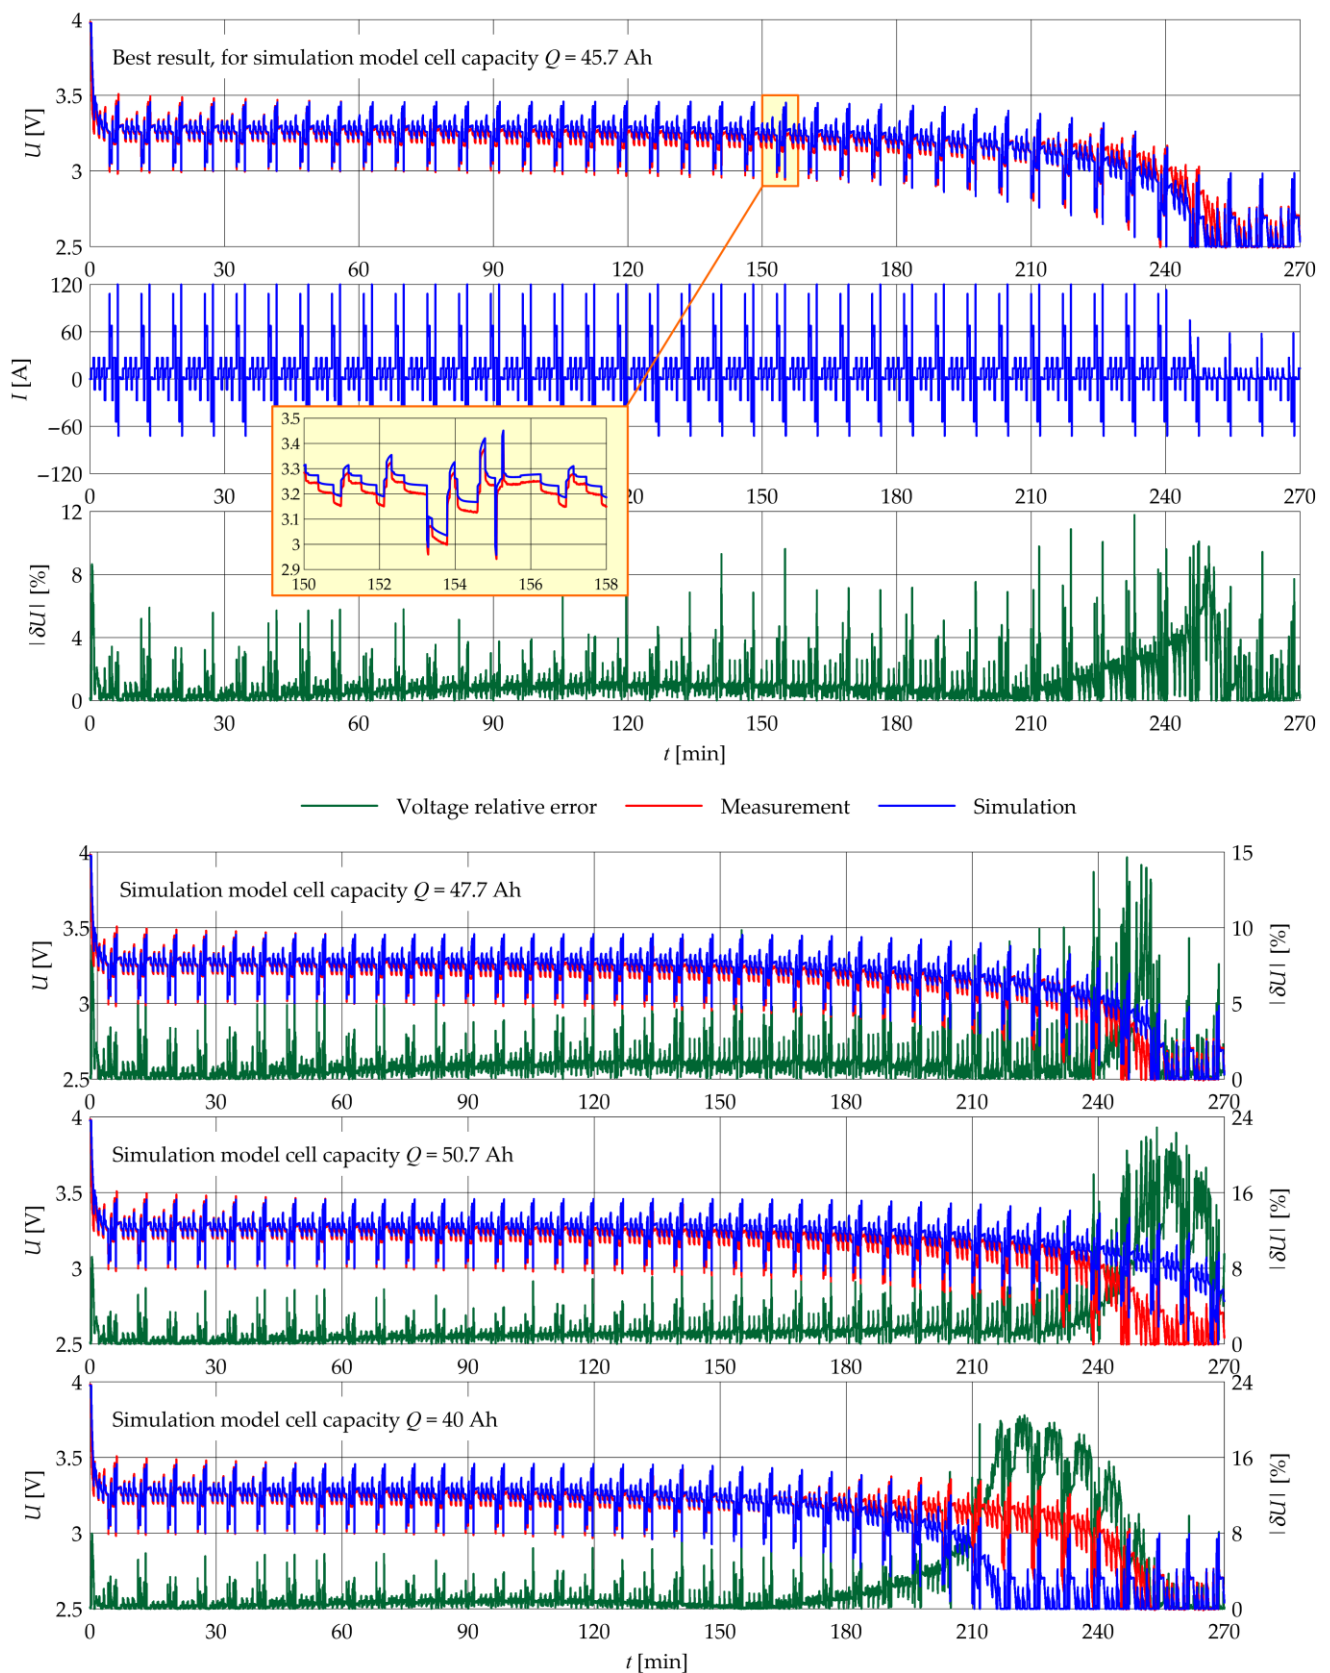 4
Best result, for simulation model cell capacity Q = 45.7 Ah
3.5
U [V]
3
2.5
0 30 60 90 120 150 180 210 240 270
120
60
I [A]
0
−60
−120
0 30 60 90 20 150 180 210 240 270
3.5
3.4
3.3
3.2
3.1
3
2.9
150 152 154 156 158
12
8
|δU| [%]
4
0
0 30 60 90 120 150 180 210 240 270
t [min]
Voltage relative error Measurement Simulation
4 15
Simulation model cell capacity Q = 47.7 Ah
3.5 10
U [V] |δU| [%]
3 5
2.5 0
0 30 60 90 120 150 180 210 240 270
4 24
Simulation model cell capacity Q = 50.7 Ah
3.5 16
U [V] |δU| [%]
3 8
2.5 0
0 30 60 90 120 150 180 210 240 270
4 24
Simulation model cell capacity Q = 40 Ah
3.5 16
U [V] |δU| [%]
3 8
2.5 0
0 30 60 90 120 150 180 210 240 270
t [min]